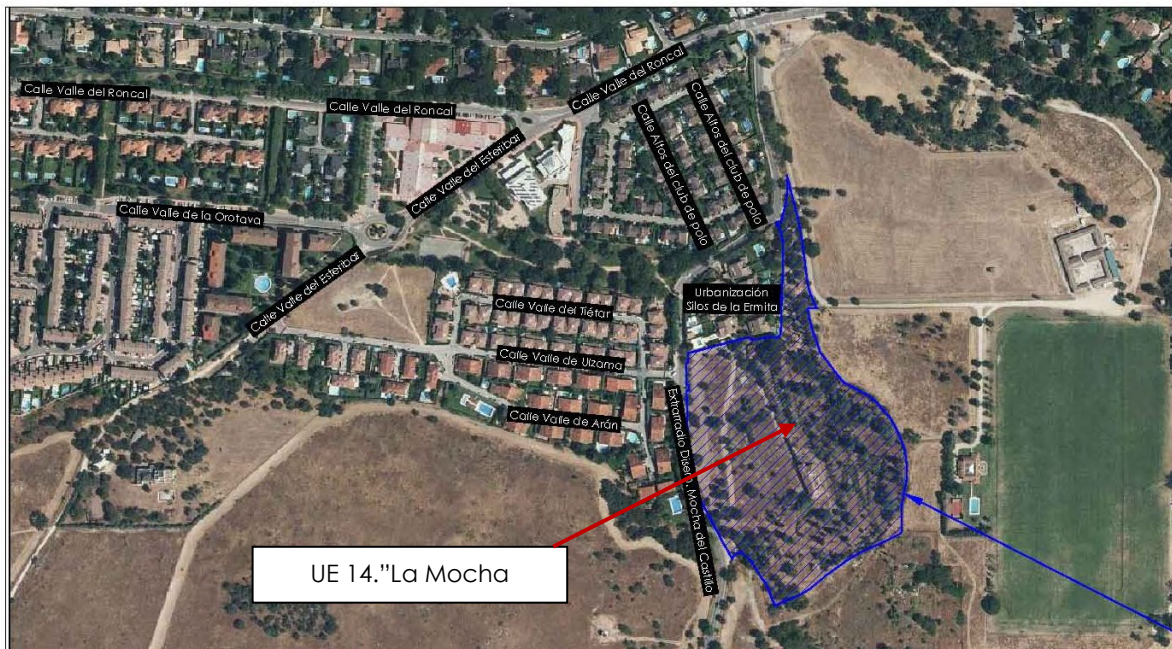 Calle Valle del Roncal
Calle Valle del Roncal
Calle Valle del Roncal
Calle Altos del club de polo
Calle Altos del club de polo
Calle Valle del Esteribar
Calle Valle de la Orotava
Calle Valle del Esteribar
Urbanización
Silos de la Ermita
Calle Valle del Tiétar
Calle Valle de Ulzama
Calle Valle de Arán
Extrarradio Disem. Mocha del Castillo
UE 14."La Mocha